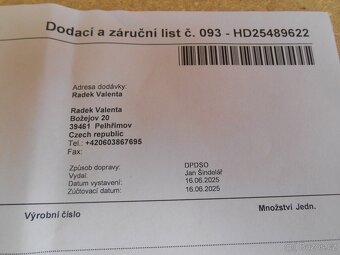 Dodací a záruční list č. 093 - HD25489622
Adresa dodávky:
Radek Valenta
Radek Valenta
Božejov 20
39461 Pelhřimov
Czech republic
Tel.: +420603867695
Fax:
Způsob dopravy: DPDSO
Vydal: Jan Šindelář
Datum vystavení: 16.06.2025
Zúčtovací datum: 16.06.2025
Výrobní číslo Množství Jedn.